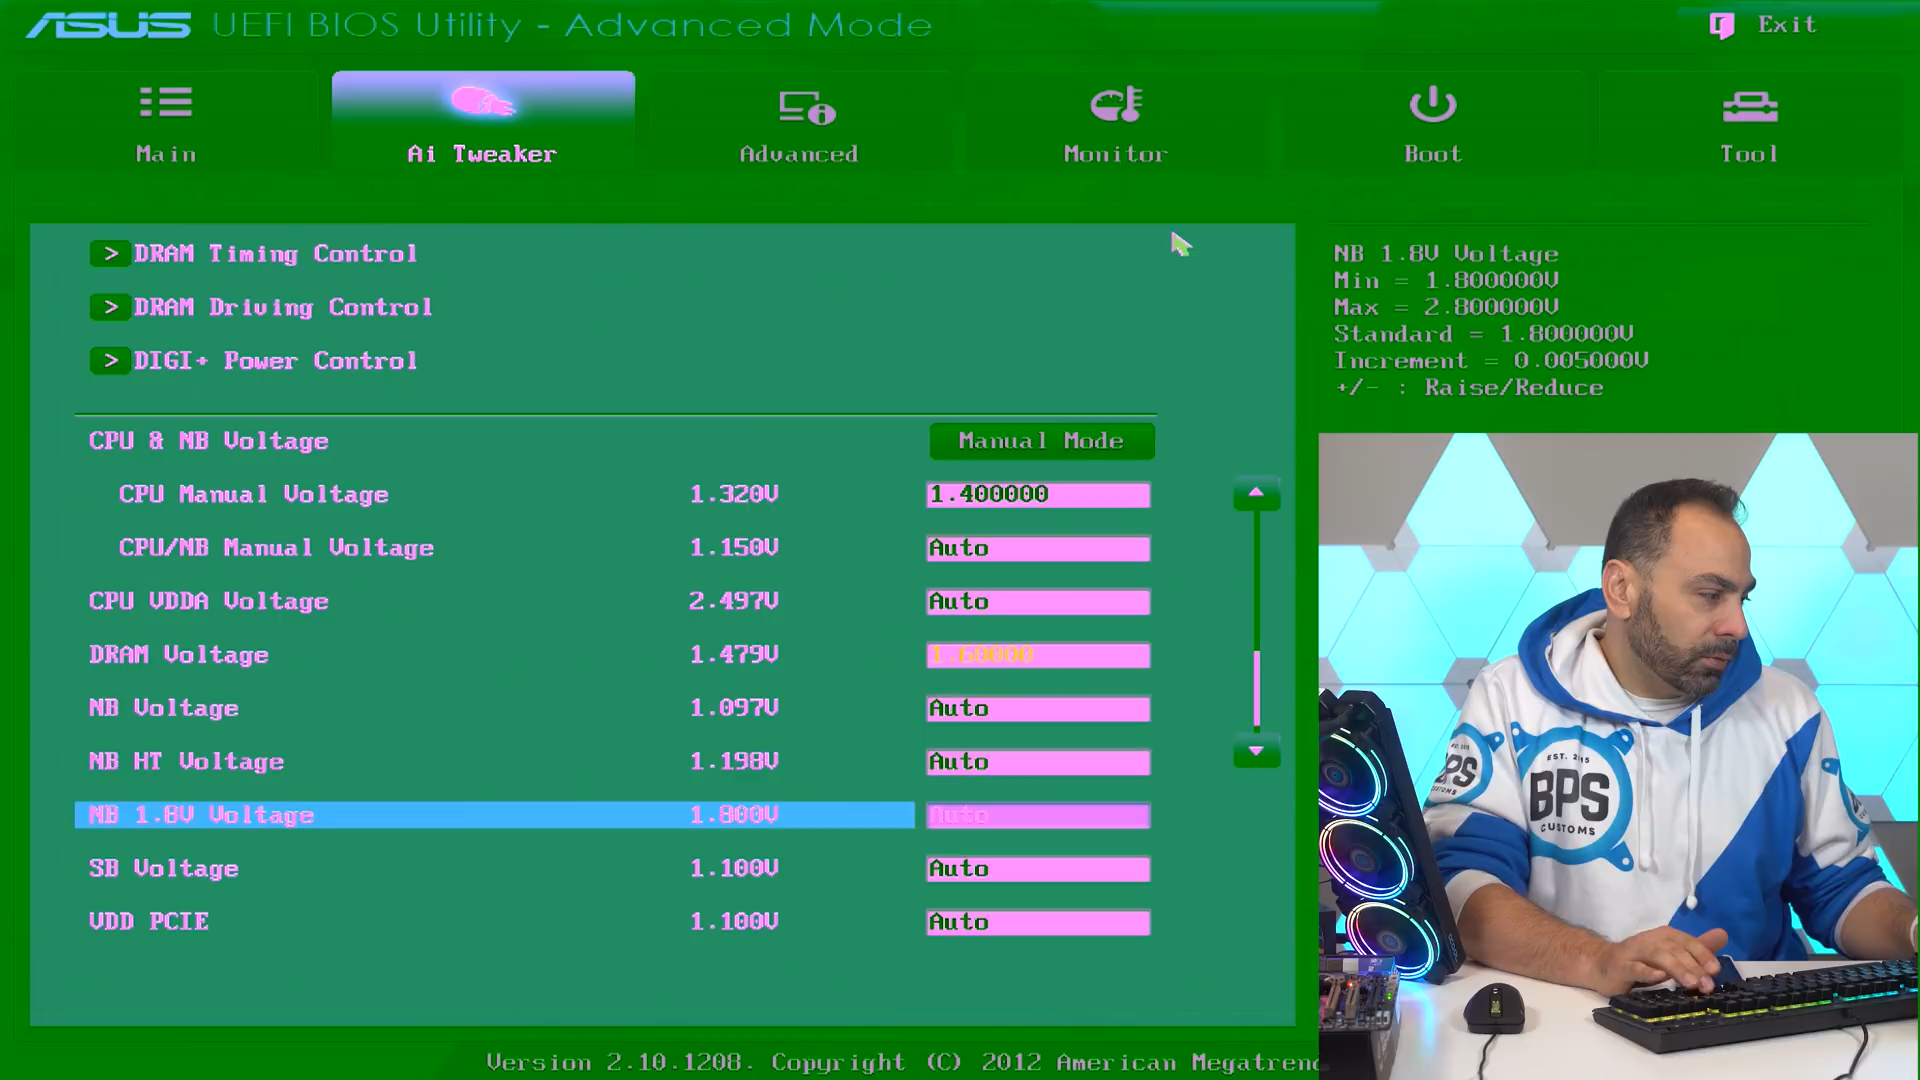 ASUS UEFI BIOS Utility - Advanced Mode
Exit
Main
Ai Tweaker
Advanced
Monitor
Boot
Tool
> DRAM Timing Control
> DRAM Driving Control
> DIGI+ Power Control
CPU & NB Voltage Manual Mode
CPU Manual Voltage 1.320V 1.400000
CPU/NB Manual Voltage 1.150V Auto
CPU VDDA Voltage 2.497V Auto
DRAM Voltage 1.479V 1.60000
NB Voltage 1.097V Auto
NB HT Voltage 1.198V Auto
NB 1.8V Voltage 1.800V Auto
SB Voltage 1.100V Auto
VDD PCIE 1.100V Auto
NB 1.8V Voltage
Min = 1.800000V
Max = 2.800000V
Standard = 1.800000V
Increment = 0.005000V
+/- : Raise/Reduce
EST. 2015
BPS
CUSTOMS
Version 2.10.1208. Copyright (C) 2012 American Megatrend